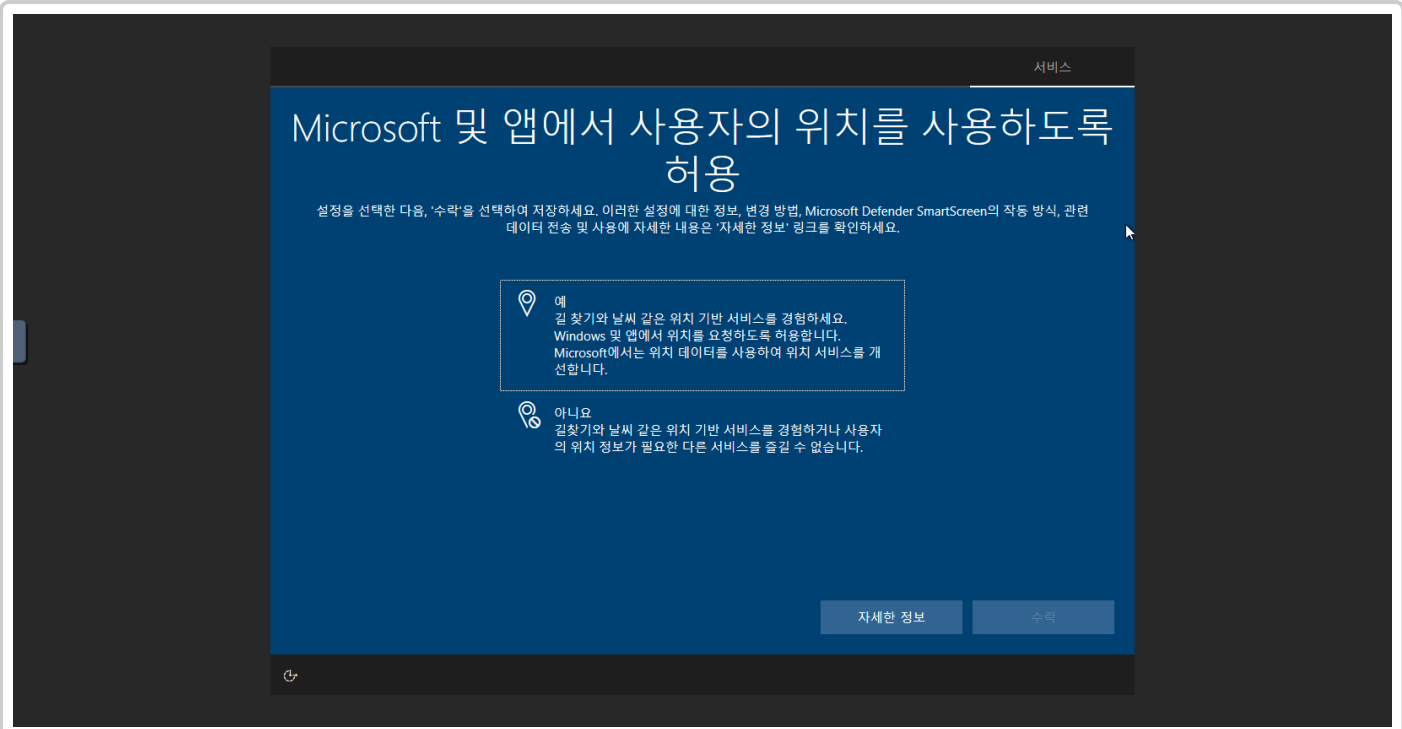 서비스
Microsoft 및 앱에서 사용자의 위치를 사용하도록
허용
설정을 선택한 다음, '수락'을 선택하여 저장하세요. 이러한 설정에 대한 정보, 변경 방법, Microsoft Defender SmartScreen의 작동 방식, 관련
데이터 전송 및 사용에 자세한 내용은 '자세한 정보' 링크를 확인하세요.
예
길 찾기와 날씨 같은 위치 기반 서비스를 경험하세요.
Windows 및 앱에서 위치를 요청하도록 허용합니다.
Microsoft에서는 위치 데이터를 사용하여 위치 서비스를 개
선합니다.
아니요
길찾기와 날씨 같은 위치 기반 서비스를 경험하거나 사용자
의 위치 정보가 필요한 다른 서비스를 즐길 수 없습니다.
자세한 정보
수락